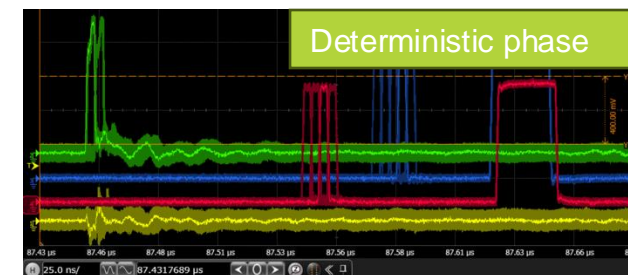 Deterministic phase
400.00 mV
87.43 µs 87.46 µs 87.48 µs 87.51 µs 87.53 µs 87.56 µs 87.58 µs 87.61 µs 87.63 µs 87.66 µs
H 25.0 ns/ 87.4317689 µs 0